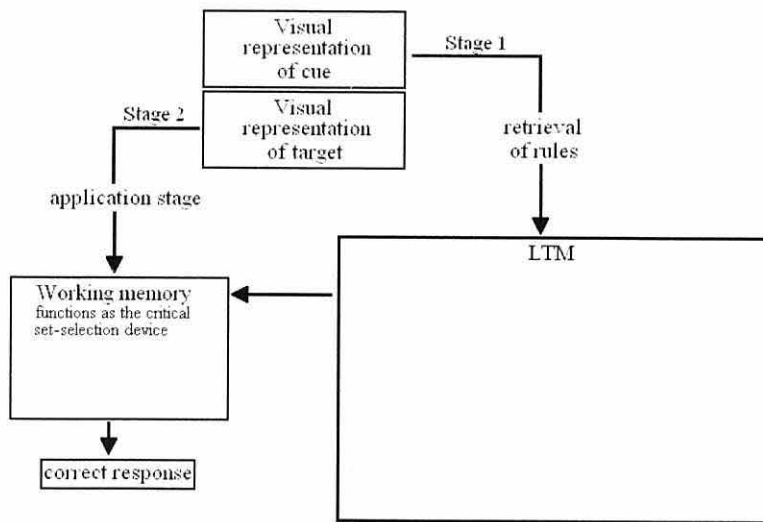 Visual
representation
of cue
Stage 1
Stage 2
Visual
representation
of target
retrieval
of rules
application stage
LTM
Working memory
functions as the critical
set-selection device
correct response